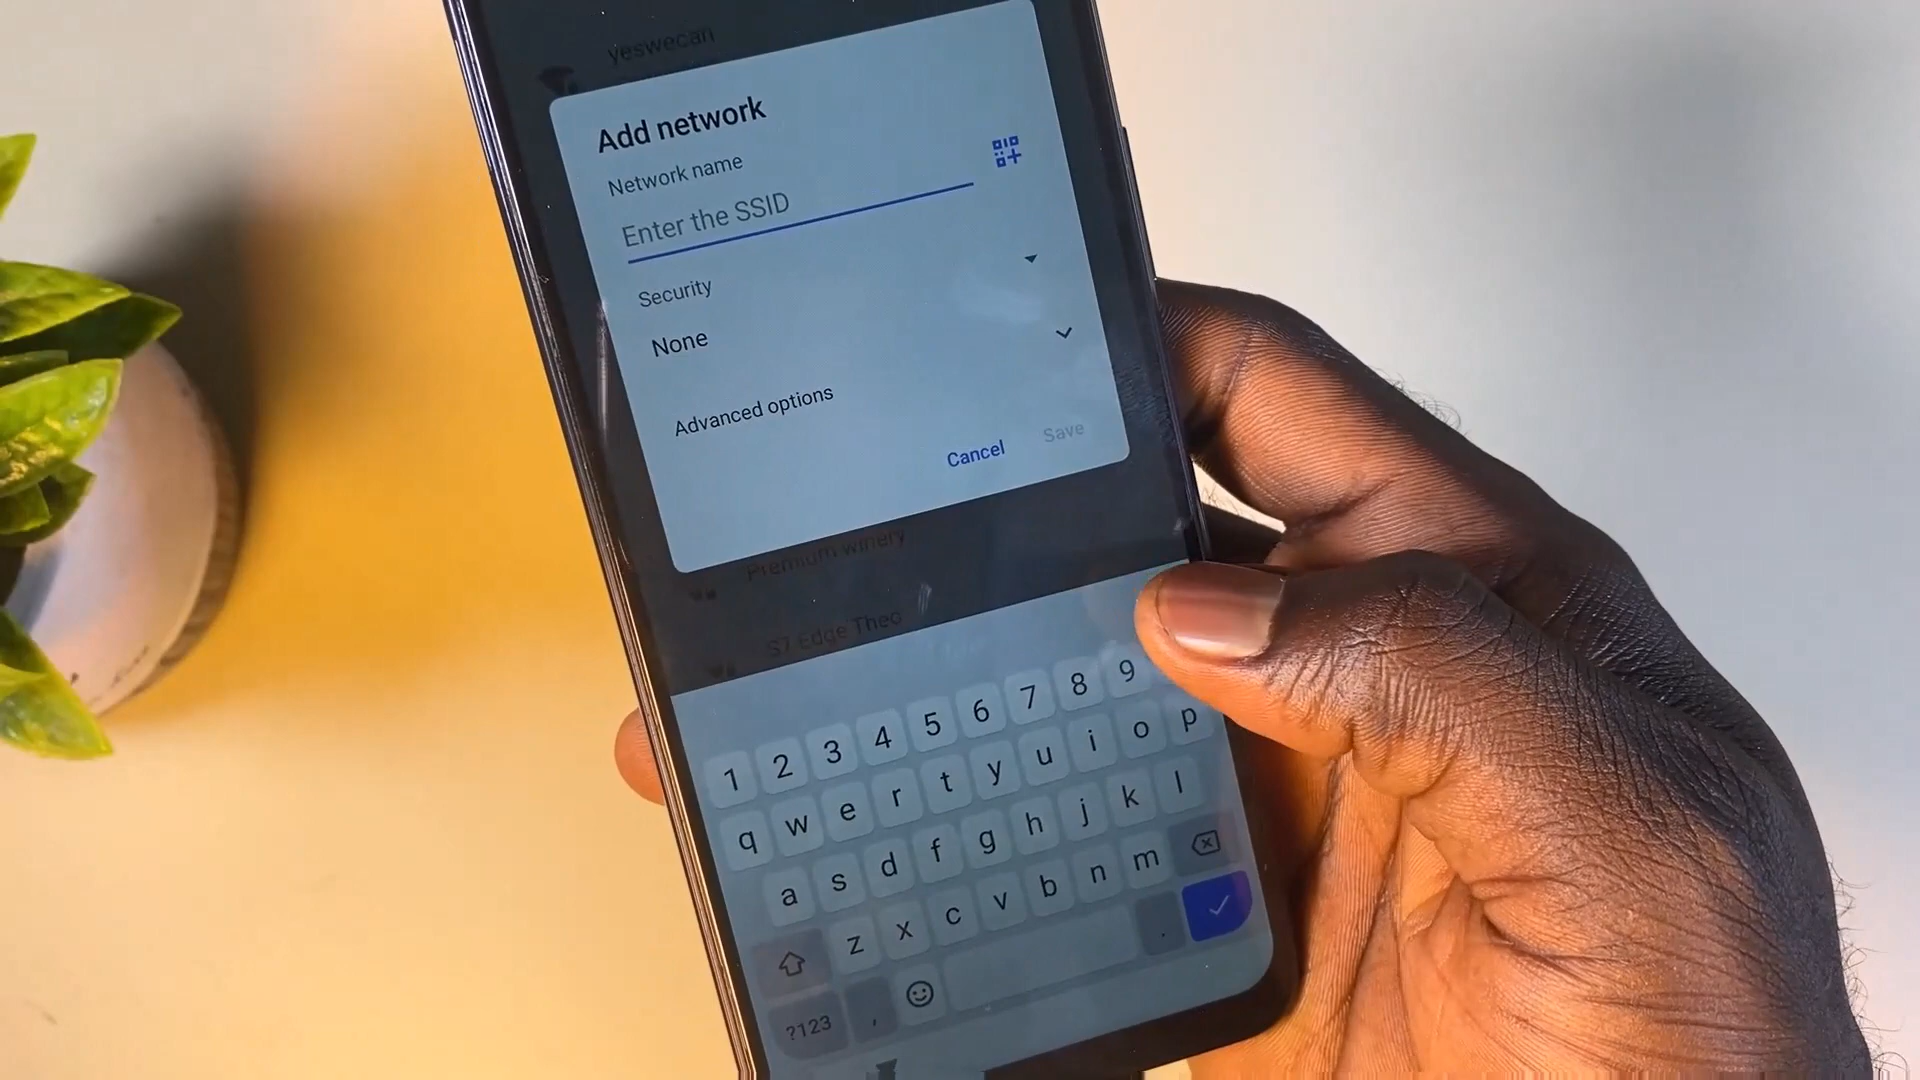 yeswecan
Add network
Network name
Enter the SSID
Security
None
Advanced options
Cancel Save
Premium winery
S7 Edge Theo
1 2 3 4 5 6 7 8 9
q w e r t y u i o p
a s d f g h j k l
z x c v b n m
?123 , .